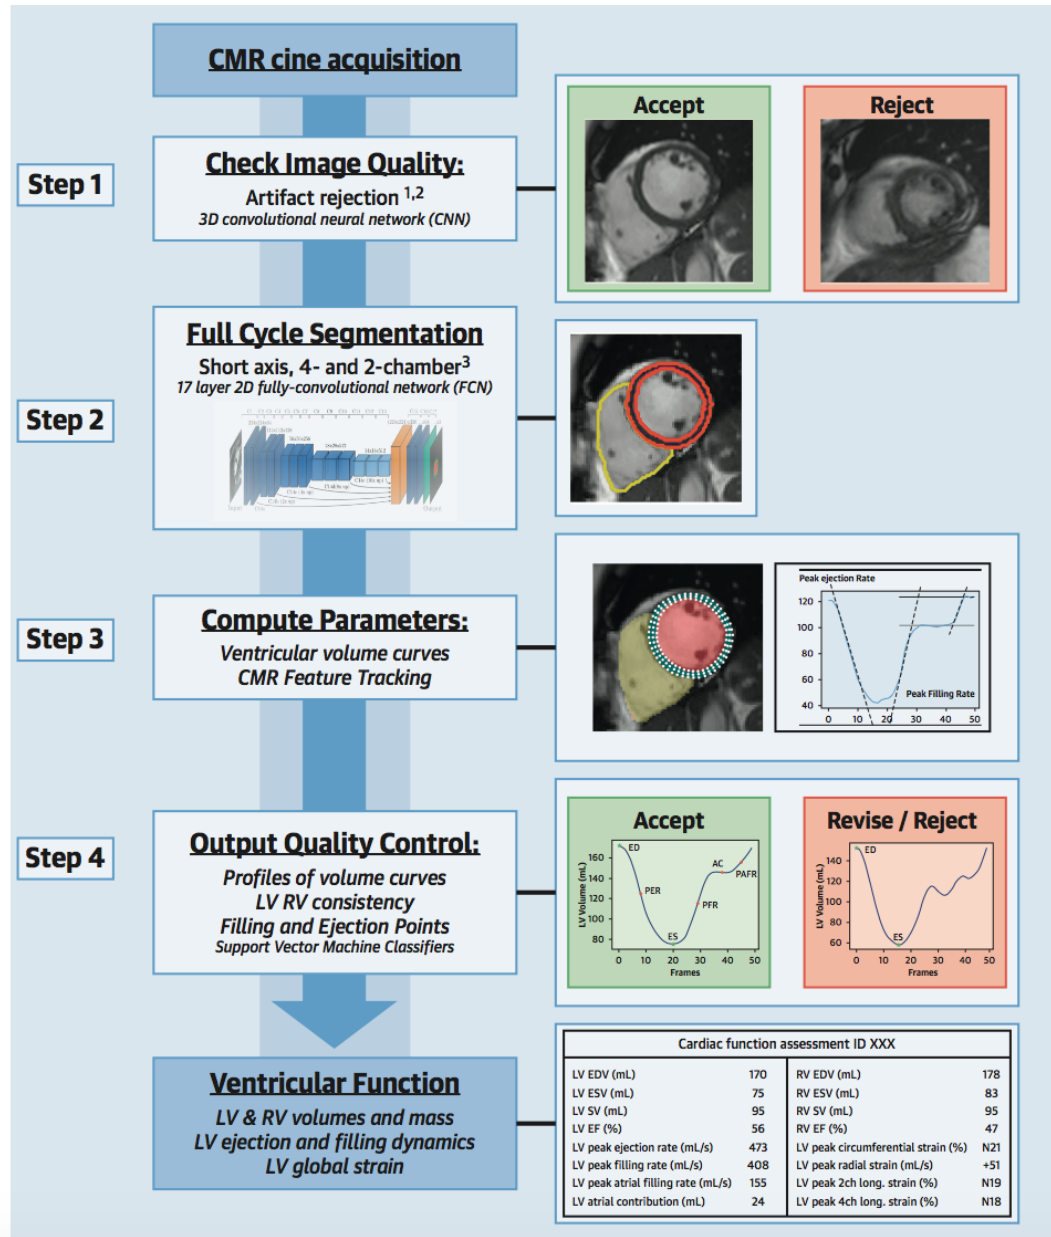 CMR cine acquisition
Step 1
Check Image Quality:
Artifact rejection 1,2
3D convolutional neural network (CNN)
Accept
Reject
Step 2
Full Cycle Segmentation
Short axis, 4- and 2-chamber3
17 layer 2D fully-convolutional network (FCN)
Input
Output
Step 3
Compute Parameters:
Ventricular volume curves
CMR Feature Tracking
Peak ejection Rate
120
100
80
60
40
Peak Filling Rate
0 10 20 30 40 50
Step 4
Output Quality Control:
Profiles of volume curves
LV RV consistency
Filling and Ejection Points
Support Vector Machine Classifiers
Accept
LV Volume (mL)
160
140
120
100
80
ED
PER
ES
PFR
AC
PAFR
0 10 20 30 40 50
Frames
Revise / Reject
LV Volume (mL)
140
120
100
80
60
ED
ES
0 10 20 30 40 50
Frames
Ventricular Function
LV & RV volumes and mass
LV ejection and filling dynamics
LV global strain
Cardiac function assessment ID XXX
LV EDV (mL) 170
LV ESV (mL) 75
LV SV (mL) 95
LV EF (%) 56
LV peak ejection rate (mL/s) 473
LV peak filling rate (mL/s) 408
LV peak atrial filling rate (mL/s) 155
LV atrial contribution (mL) 24
RV EDV (mL) 178
RV ESV (mL) 83
RV SV (mL) 95
RV EF (%) 47
LV peak circumferential strain (%) N21
LV peak radial strain (mL/s) +51
LV peak 2ch long. strain (%) N19
LV peak 4ch long. strain (%) N18